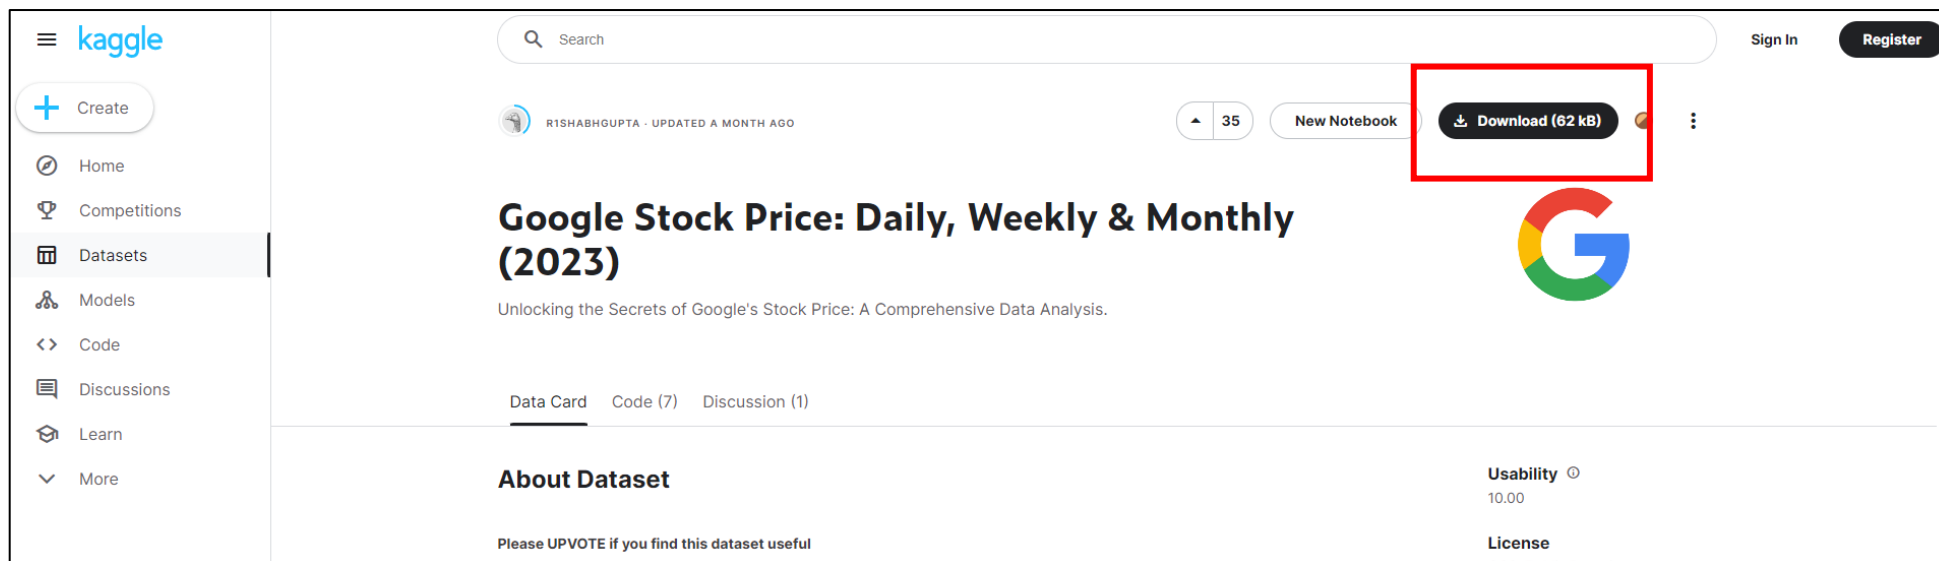 kaggle
Search
Sign In
Register
Create
Home
Competitions
Datasets
Models
Code
Discussions
Learn
More
R1SHABHGUPTA · UPDATED A MONTH AGO
35
New Notebook
Download (62 kB)
Google Stock Price: Daily, Weekly & Monthly
(2023)
Unlocking the Secrets of Google's Stock Price: A Comprehensive Data Analysis.
G
Data Card
Code (7)
Discussion (1)
About Dataset
Please UPVOTE if you find this dataset useful
Usability
10.00
License